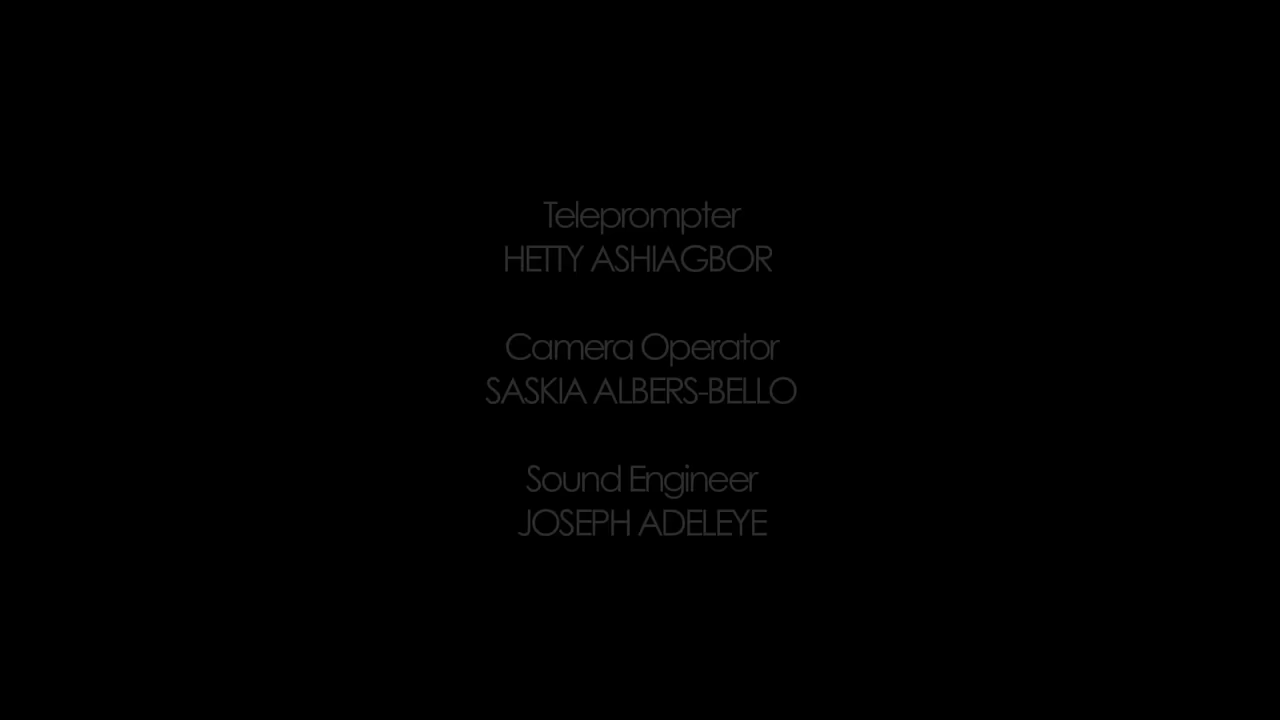 Teleprompter
HETTY ASHIAGBOR
Camera Operator
SASKIA ALBERS-BELLO
Sound Engineer
JOSEPH ADELEYE